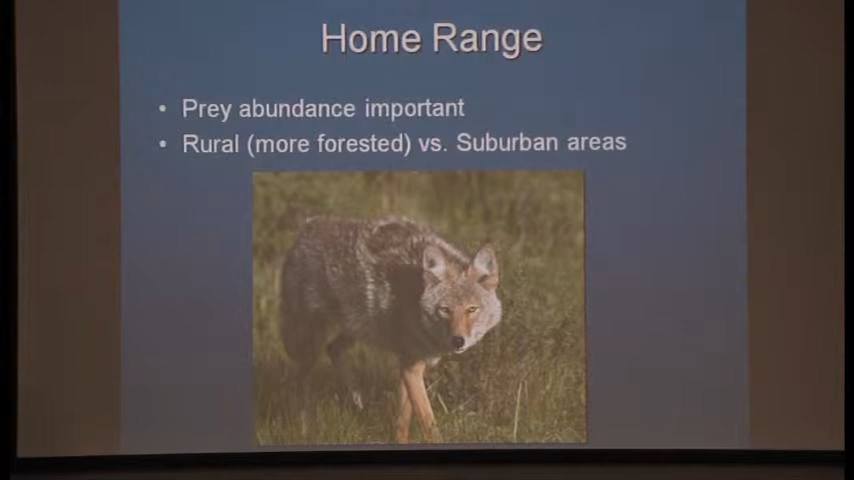 Home Range
• Prey abundance important
• Rural (more forested) vs. Suburban areas